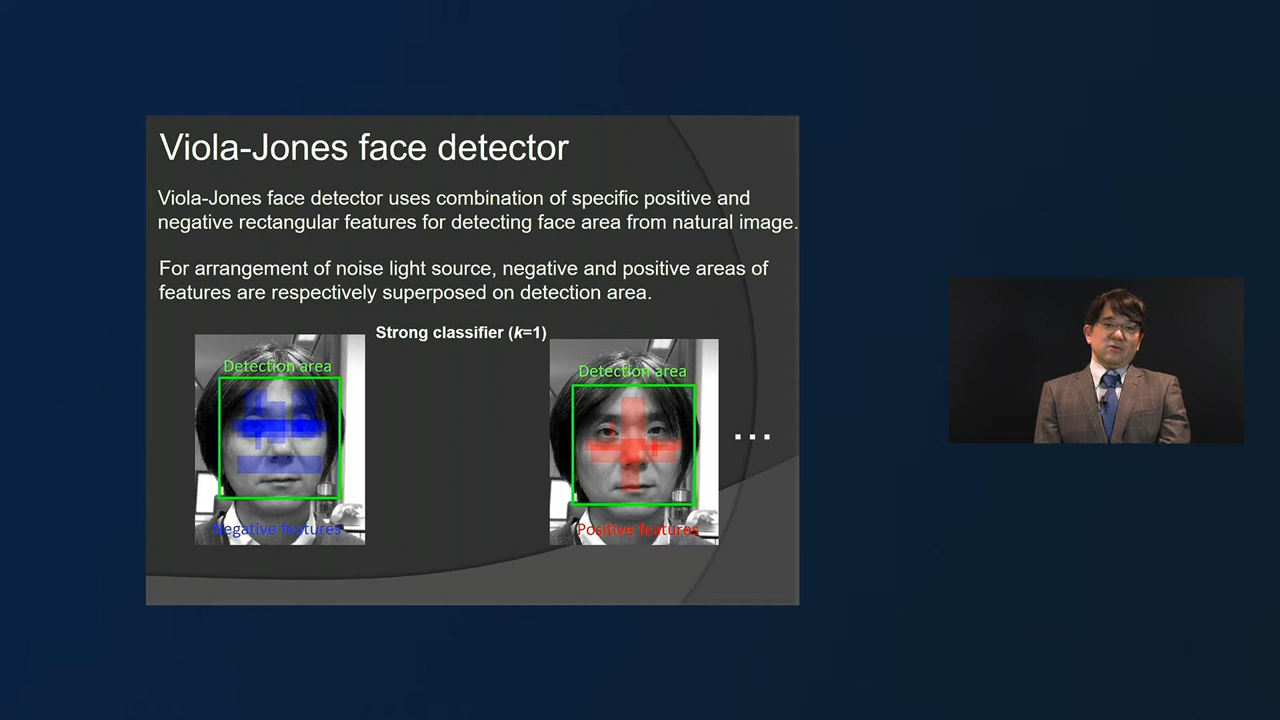 Viola-Jones face detector
Viola-Jones face detector uses combination of specific positive and
negative rectangular features for detecting face area from natural image.
For arrangement of noise light source, negative and positive areas of
features are respectively superposed on detection area.
Strong classifier (k=1)
Detection area
Detection area
...
Negative features
Positive features